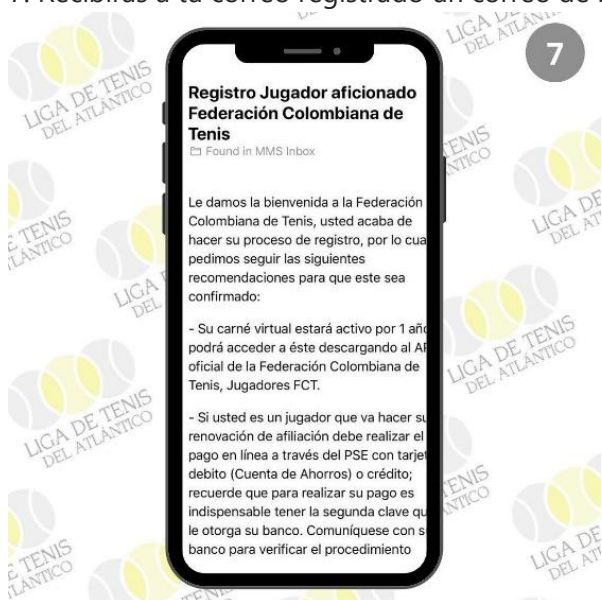 7. Recibirás a tu correo registrado un correo de
7
Registro Jugador aficionado
Federación Colombiana de
Tenis
Found in MMS Inbox
Le damos la bienvenida a la Federación
Colombiana de Tenis, usted acaba de
hacer su proceso de registro, por lo cua
pedimos seguir las siguientes
recomendaciones para que este sea
confirmado:
- Su carné virtual estará activo por 1 año
podrá acceder a éste descargando al AP
oficial de la Federación Colombiana de
Tenis, Jugadores FCT.
- Si usted es un jugador que va hacer su
renovación de afiliación debe realizar el
pago en línea a través del PSE con tarjet
debito (Cuenta de Ahorros) o crédito;
recuerde que para realizar su pago es
indispensable tener la segunda clave qu
le otorga su banco. Comuníquese con s
banco para verificar el procedimiento
LIGA DE TENIS
DEL ATLÁNTICO